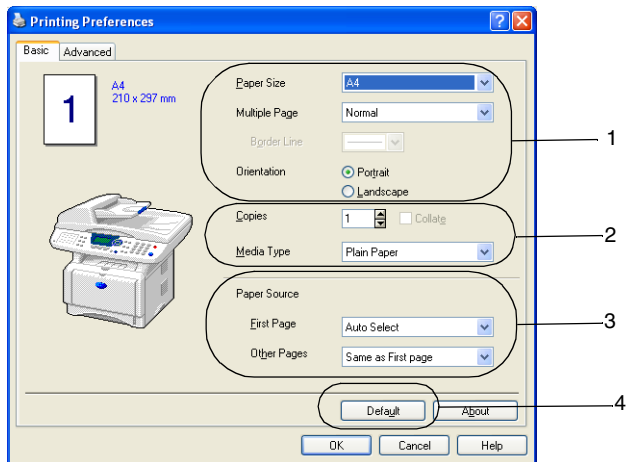 Printing Preferences
Basic Advanced
1
A4
210 x 297 mm
Paper Size A4
Multiple Page Normal
Border Line
Orientation Portrait
Landscape
1
Copies 1 Collate
Media Type Plain Paper
2
Paper Source
First Page Auto Select
Other Pages Same as First page
3
Default About
4
OK Cancel Help